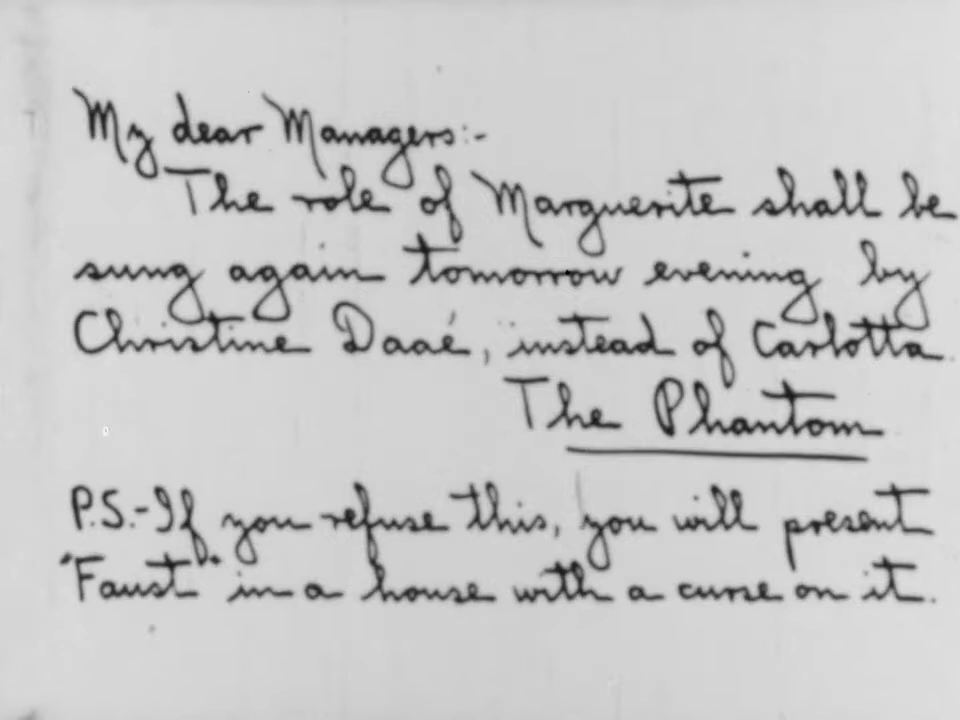 My dear Managers:-
The role of Marguerite shall be
sung again tomorrow evening by
Christine Daaé, instead of Carlotta.
The Phantom
P.S.-If you refuse this, you will present
"Faust" in a house with a curse on it.